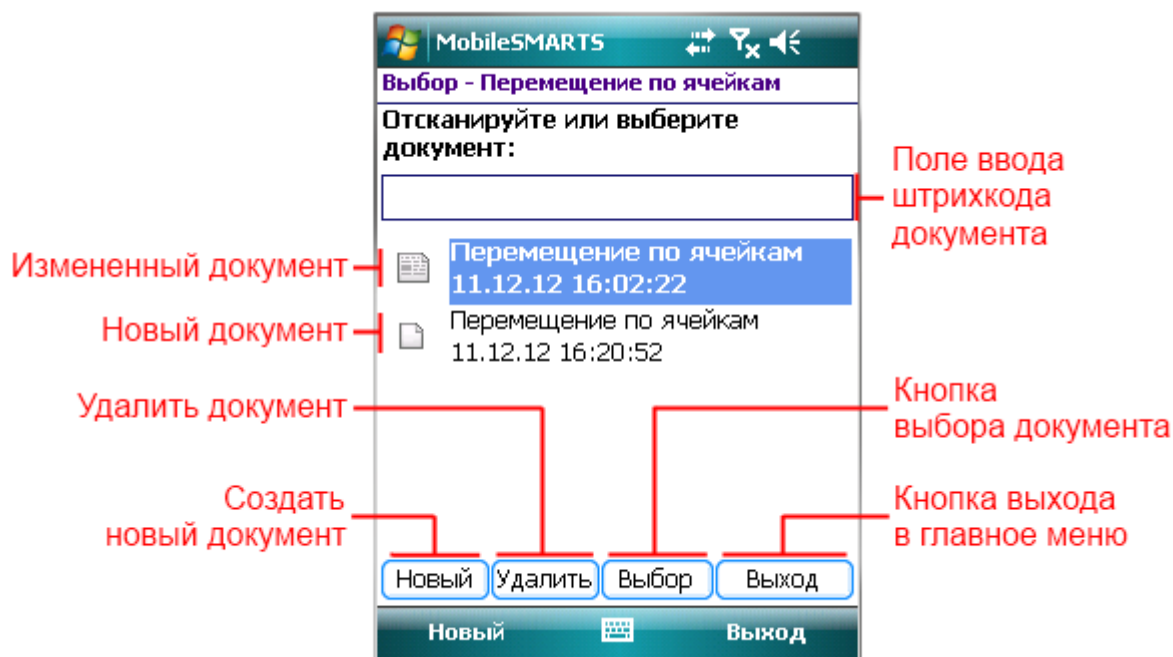 MobileSMARTS
Выбор - Перемещение по ячейкам
Отсканируйте или выберите
документ:
Поле ввода
штрихкода
документа
Измененный документ
Перемещение по ячейкам
11.12.12 16:02:22
Новый документ
Перемещение по ячейкам
11.12.12 16:20:52
Удалить документ
Кнопка
выбора документа
Создать
новый документ
Кнопка выхода
в главное меню
Новый Удалить Выбор Выход
Новый Выход